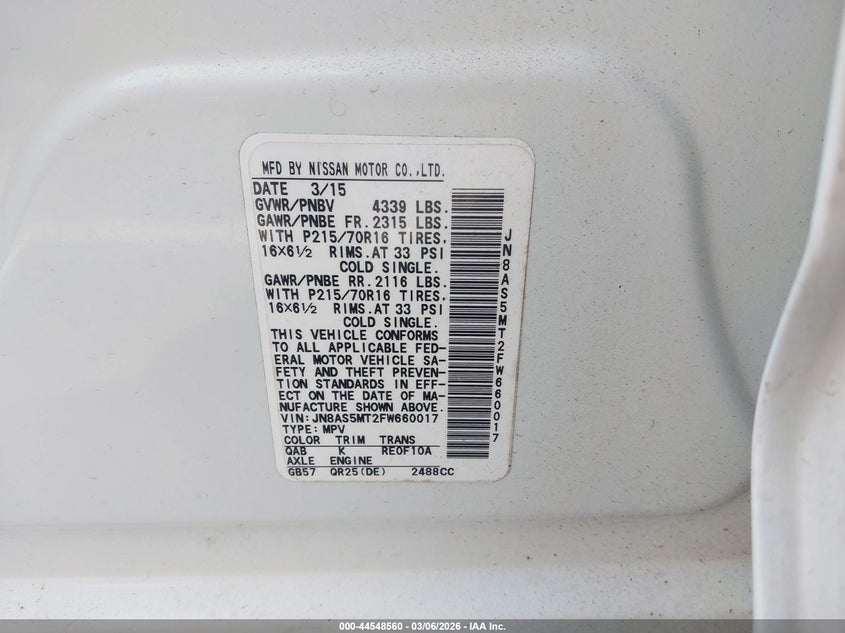 MFD BY NISSAN MOTOR CO.,LTD.
DATE 3/15
GVWR/PNBV 4339 LBS.
GAWR/PNBE FR.2315 LBS.
WITH P215/70R16 TIRES,
16X6½ RIMS.AT 33 PSI
COLD SINGLE.
GAWR/PNBE RR.2116 LBS.
WITH P215/70R16 TIRES,
16X6½ RIMS.AT 33 PSI
COLD SINGLE.
THIS VEHICLE CONFORMS
TO ALL APPLICABLE FED-
ERAL MOTOR VEHICLE SA-
FETY AND THEFT PREVEN-
TION STANDARDS IN EFF-
ECT ON THE DATE OF MA-
NUFACTURE SHOWN ABOVE.
VIN:JN8AS5MT2FW660017
TYPE:MPV
COLOR TRIM TRANS
QAB K RE0F10A
AXLE ENGINE
GB57 QR25(DE) 2488CC
JN8AS5MT2FW660017
000-44548560 - 03/06/2026 - IAA Inc.